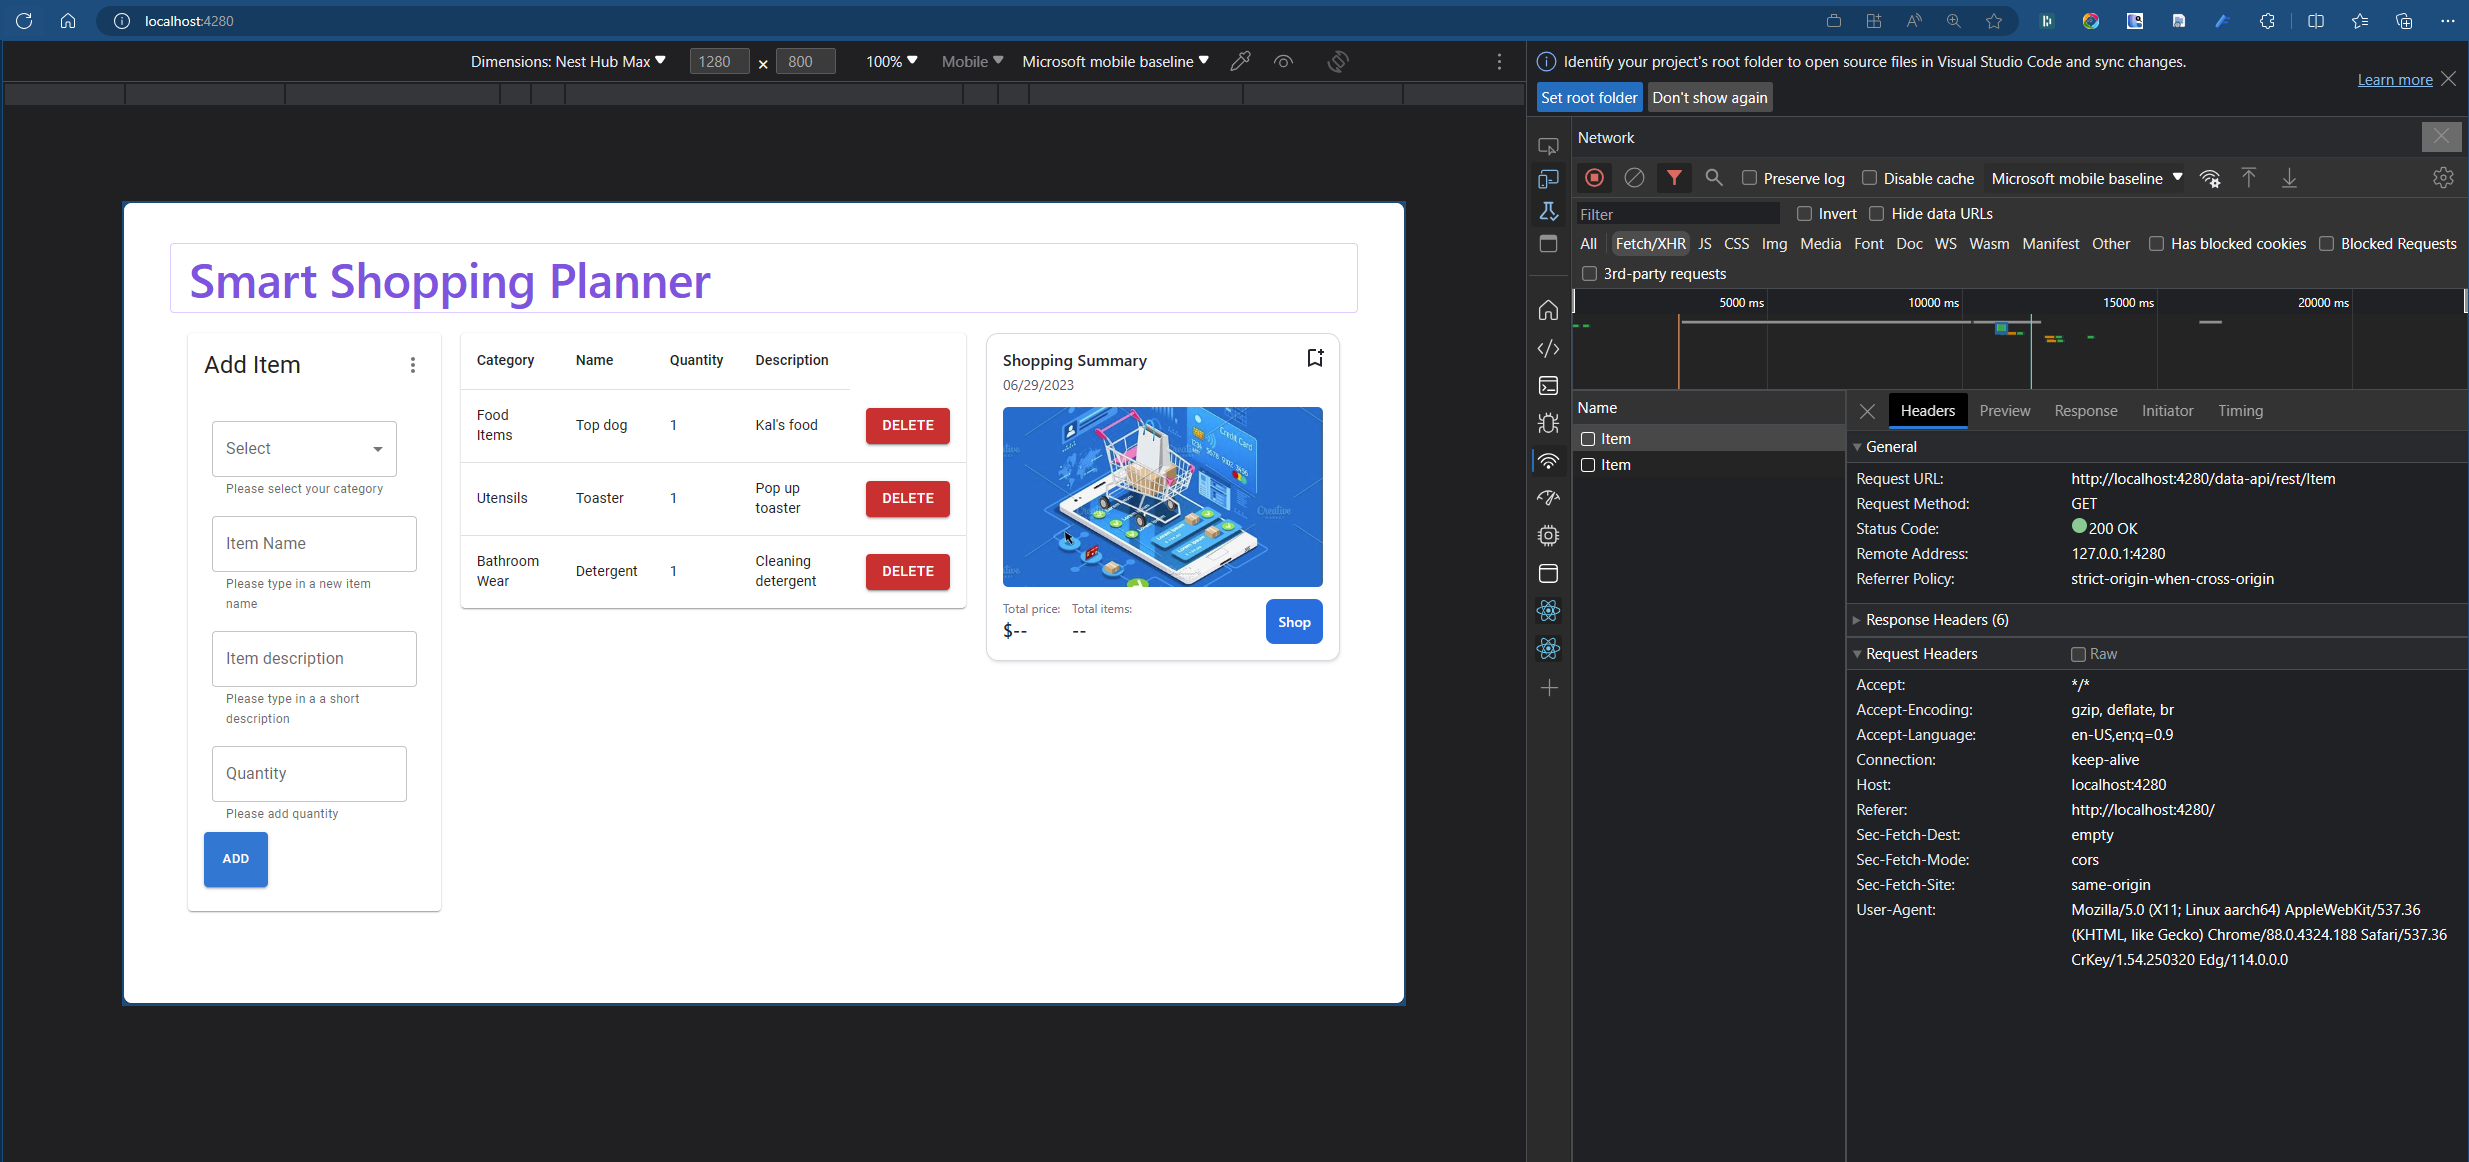 localhost:4280
Dimensions: Nest Hub Max
1280 × 800
100%
Mobile
Microsoft mobile baseline
Smart Shopping Planner
Add Item
Select
Please select your category
Item Name
Please type in a new item
name
Item description
Please type in a a short
description
Quantity
Please add quantity
ADD
Category Name Quantity Description
Food
Items
Top dog
1
Kal's food
DELETE
Utensils
Toaster
1
Pop up
toaster
DELETE
Bathroom
Wear
Detergent
1
Cleaning
detergent
DELETE
Shopping Summary
06/29/2023
Credit Card
Creative
Total price: Total items:
$-- --
Shop
Identify your project's root folder to open source files in Visual Studio Code and sync changes.
Learn more
Set root folder
Don't show again
Network
Preserve log
Disable cache
Microsoft mobile baseline
Filter
Invert
Hide data URLs
All Fetch/XHR JS CSS Img Media Font Doc WS Wasm Manifest Other Has blocked cookies Blocked Requests
3rd-party requests
5000 ms 10000 ms 15000 ms 20000 ms
Name
Item
Item
Headers Preview Response Initiator Timing
General
Request URL: http://localhost:4280/data-api/rest/Item
Request Method: GET
Status Code: 200 OK
Remote Address: 127.0.0.1:4280
Referrer Policy: strict-origin-when-cross-origin
Response Headers (6)
Request Headers Raw
Accept: */*
Accept-Encoding: gzip, deflate, br
Accept-Language: en-US,en;q=0.9
Connection: keep-alive
Host: localhost:4280
Referer: http://localhost:4280/
Sec-Fetch-Dest: empty
Sec-Fetch-Mode: cors
Sec-Fetch-Site: same-origin
User-Agent: Mozilla/5.0 (X11; Linux aarch64) AppleWebKit/537.36
(KHTML, like Gecko) Chrome/88.0.4324.188 Safari/537.36
CrKey/1.54.250320 Edg/114.0.0.0